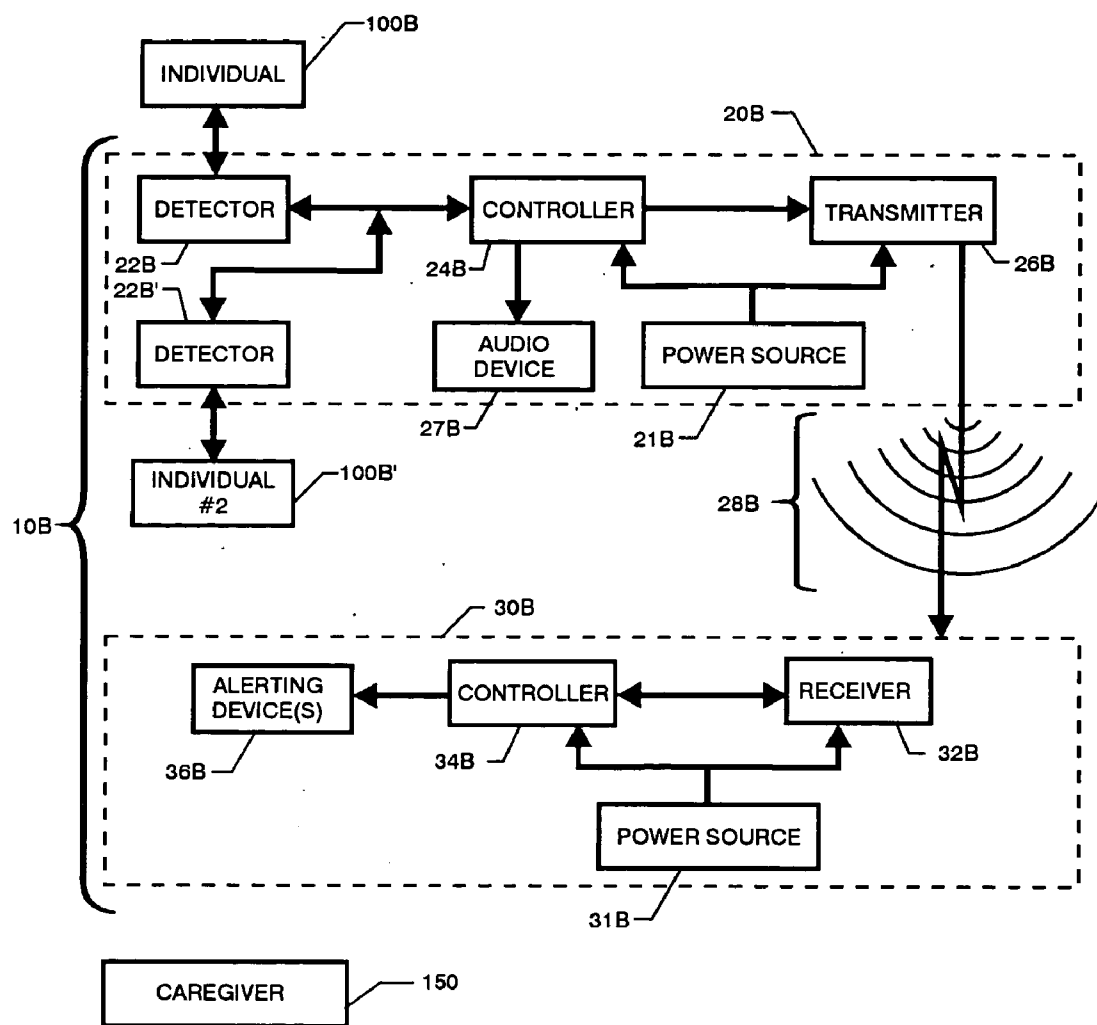 100B
INDIVIDUAL
20B
DETECTOR
CONTROLLER
TRANSMITTER
22B
24B
26B
22B'
DETECTOR
AUDIO
DEVICE
POWER SOURCE
27B
21B
INDIVIDUAL
#2
100B'
28B
10B
30B
ALERTING
DEVICE(S)
CONTROLLER
RECEIVER
36B
34B
32B
POWER SOURCE
31B
CAREGIVER
150